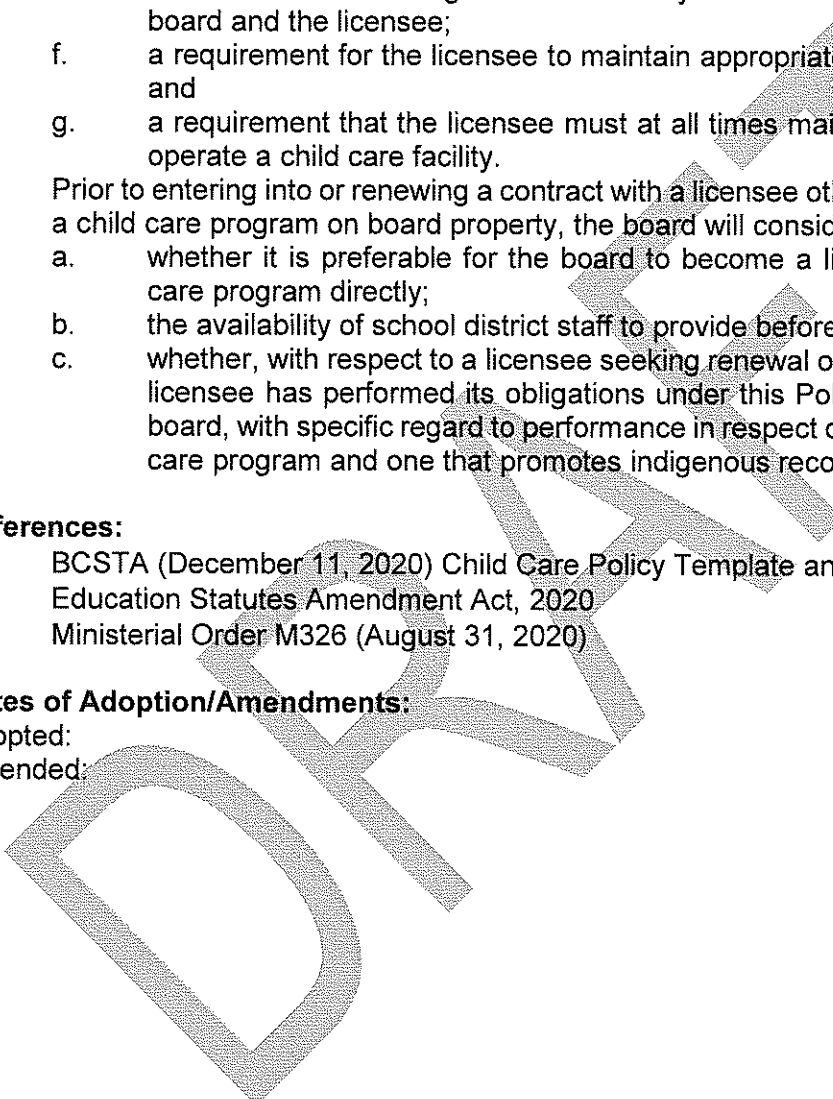 board and the licensee;
f. a requirement for the licensee to maintain appropriat
and
g. a requirement that the licensee must at all times mai
operate a child care facility.
Prior to entering into or renewing a contract with a licensee ot
a child care program on board property, the board will consid
a. whether it is preferable for the board to become a li
care program directly;
b. the availability of school district staff to provide before
c. whether, with respect to a licensee seeking renewal o
licensee has performed its obligations under this Pol
board, with specific regard to performance in respect o
care program and one that promotes indigenous reco
ferences:
BCSTA (December 11, 2020) Child Care Policy Template an
Education Statutes Amendment Act, 2020
Ministerial Order M326 (August 31, 2020)
tes of Adoption/Amendments:
opted:
ended:
DRAFT